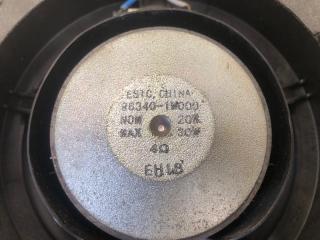 ESTC, CHINA
96340-1W000
NOM 20W
MAX 30W
4Ω
EH18